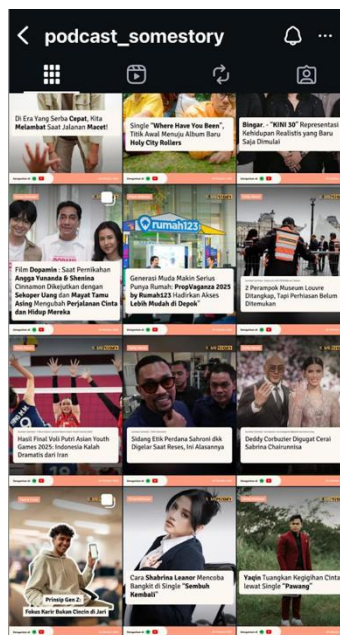 podcast_somestory
Di Era Yang Serba Cepat, Kita
Melambat Saat Jalanan Macet!
Single "Where Have You Been",
Titik Awal Menuju Album Baru
Holy City Rollers
Bingar. - "KINI 30" Representasi
Kehidupan Realistis yang Baru
Saja Dimulai
Film Dopamin : Saat Pernikahan
Angga Yunanda & Shenina
Cinnamon Dikejutkan dengan
Sekoper Uang dan Mayat Tamu
Asing Mengubah Perjalanan Cinta
dan Hidup Mereka
rumah123
Generasi Muda Makin Serius
Punya Rumah: PropVaganza 2025
by Rumah123 Hadirkan Akses
Lebih Mudah di Depok"
2 Perampok Museum Louvre
Ditangkap, Tapi Perhiasan Belum
Ditemukan
Hasil Final Voli Putri Asian Youth
Games 2025: Indonesia Kalah
Dramatis dari Iran
Sidang Etik Perdana Sahroni dkk
Digelar Saat Reses, Ini Alasannya
Deddy Corbuzier Digugat Cerai
Sabrina Chairunnisa
Prinsip Gen Z:
Fokus Karir Bukan Cincin di Jari
Cara Shabrina Leanor Mencoba
Bangkit di Single "Sembuh
Kembali"
Yaqin Tuangkan Kegigihan Cinta
lewat Single "Pawang"